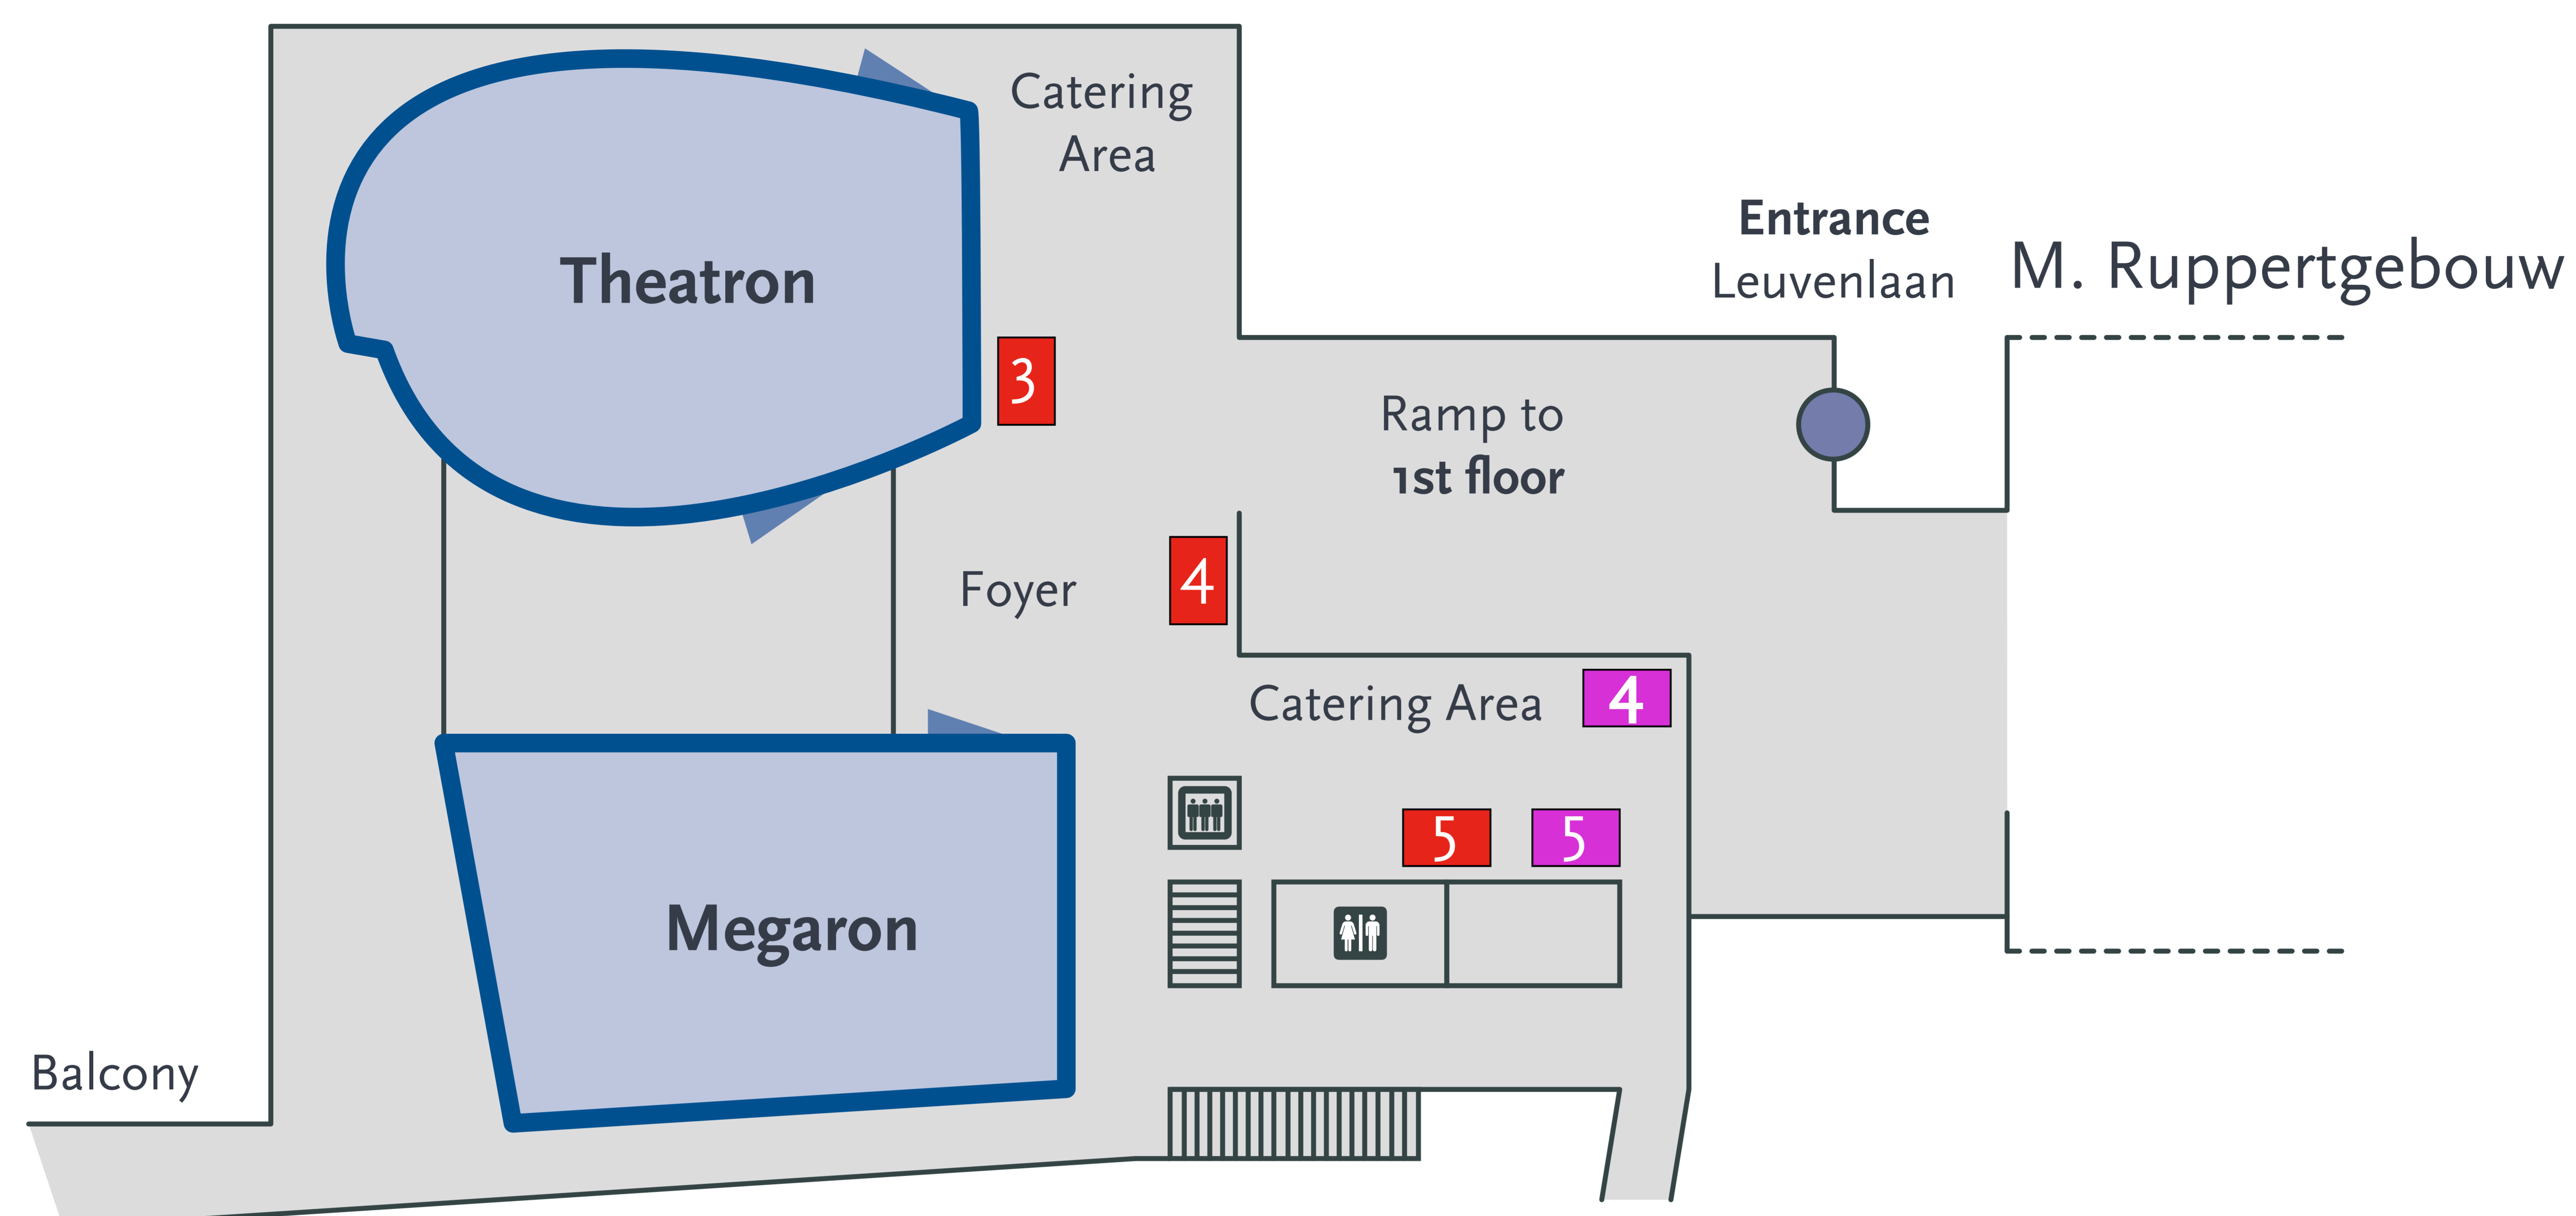 Catering
Area
Entrance
Leuvenlaan
M. Ruppertgebouw
Theatron
3
Ramp to
1st floor
4
Foyer
Catering Area
4
5
5
Megaron
Balcony